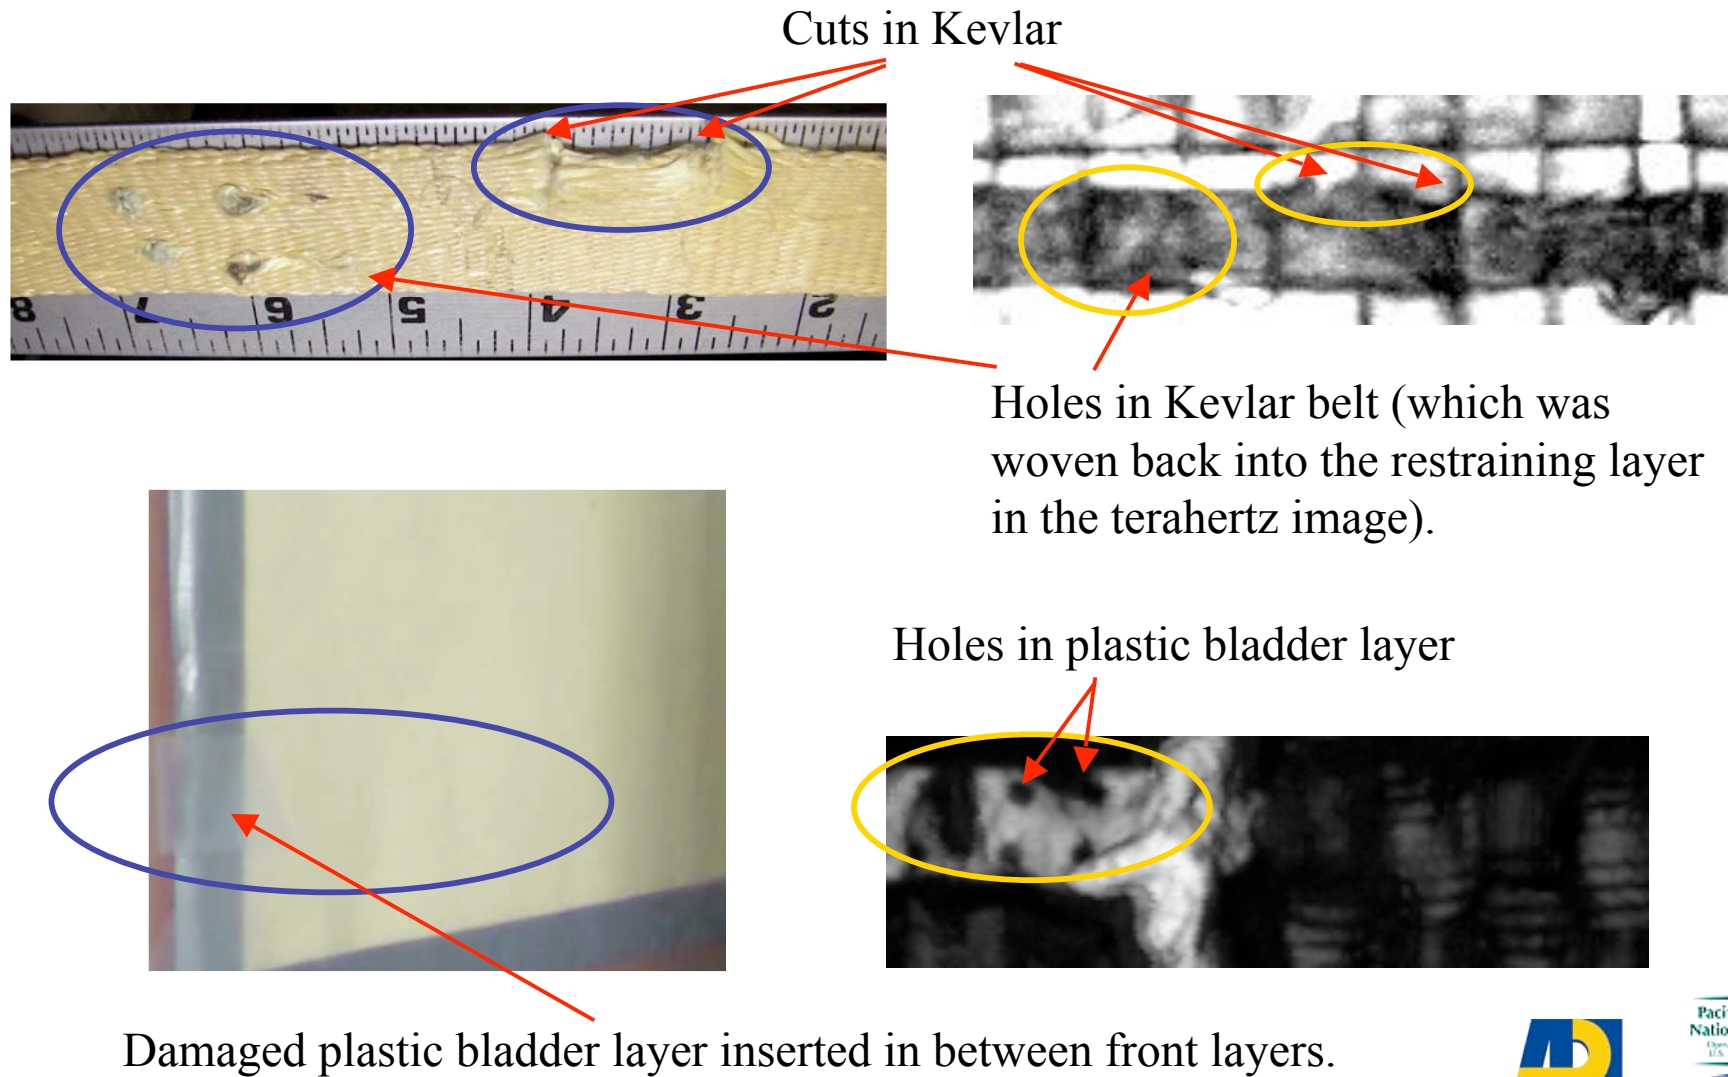 Cuts in Kevlar
8 7 6 5 4 3 2
Holes in Kevlar belt (which was
woven back into the restraining layer
in the terahertz image).
Holes in plastic bladder layer
Damaged plastic bladder layer inserted in between front layers.
Paci
Natio
U.S.